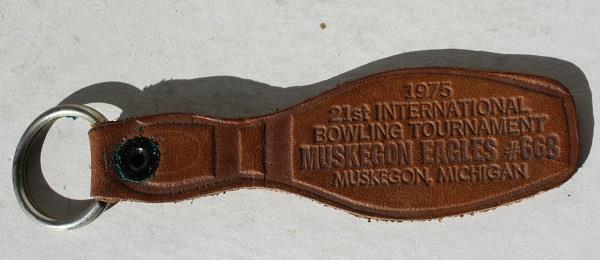 1975
21st INTERNATIONAL
BOWLING TOURNAMENT
MUSKEGON EAGLES #668
MUSKEGON, MICHIGAN